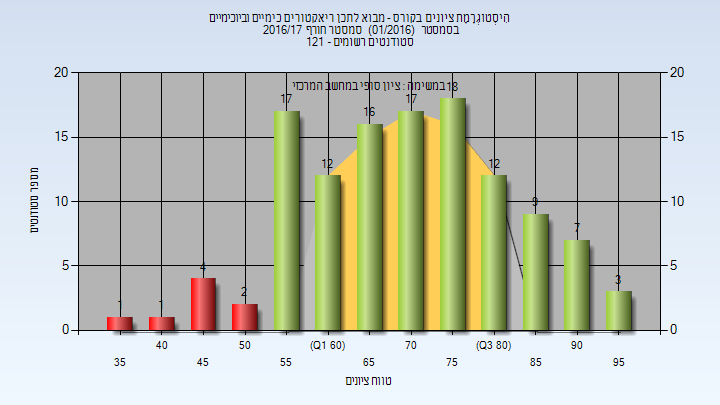 היסטוגרמת ציונים בקורס - מבוא לתכן ריאקטורים כימיים וביוכימיים
בסמסטר (01/2016) סמסטר חורף 2016/17
סטודנטים רשומים - 121
במשימה : ציון סופי במחשב המרכזי
מספר סטודנטים
20 20
15 15
10 10
5 5
0 0
1 1 4 2 17 12 16 17 18 12 9 7 3
40 50 (Q1 60) 70 (Q3 80) 90
35 45 55 65 75 85 95
טווח ציונים